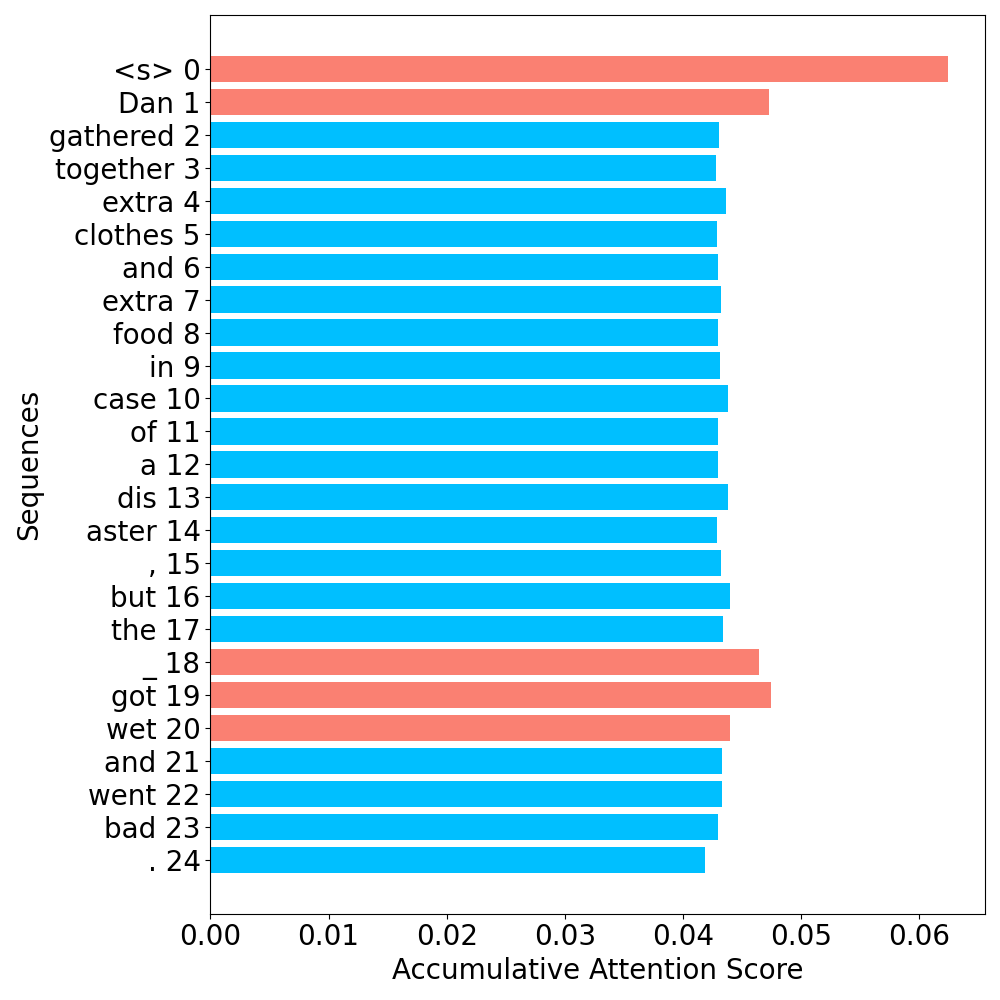 <s> 0
Dan 1
gathered 2
together 3
extra 4
clothes 5
and 6
extra 7
food 8
in 9
case 10
of 11
a 12
dis 13
aster 14
, 15
but 16
the 17
_ 18
got 19
wet 20
and 21
went 22
bad 23
. 24
Sequences
0.00 0.01 0.02 0.03 0.04 0.05 0.06
Accumulative Attention Score